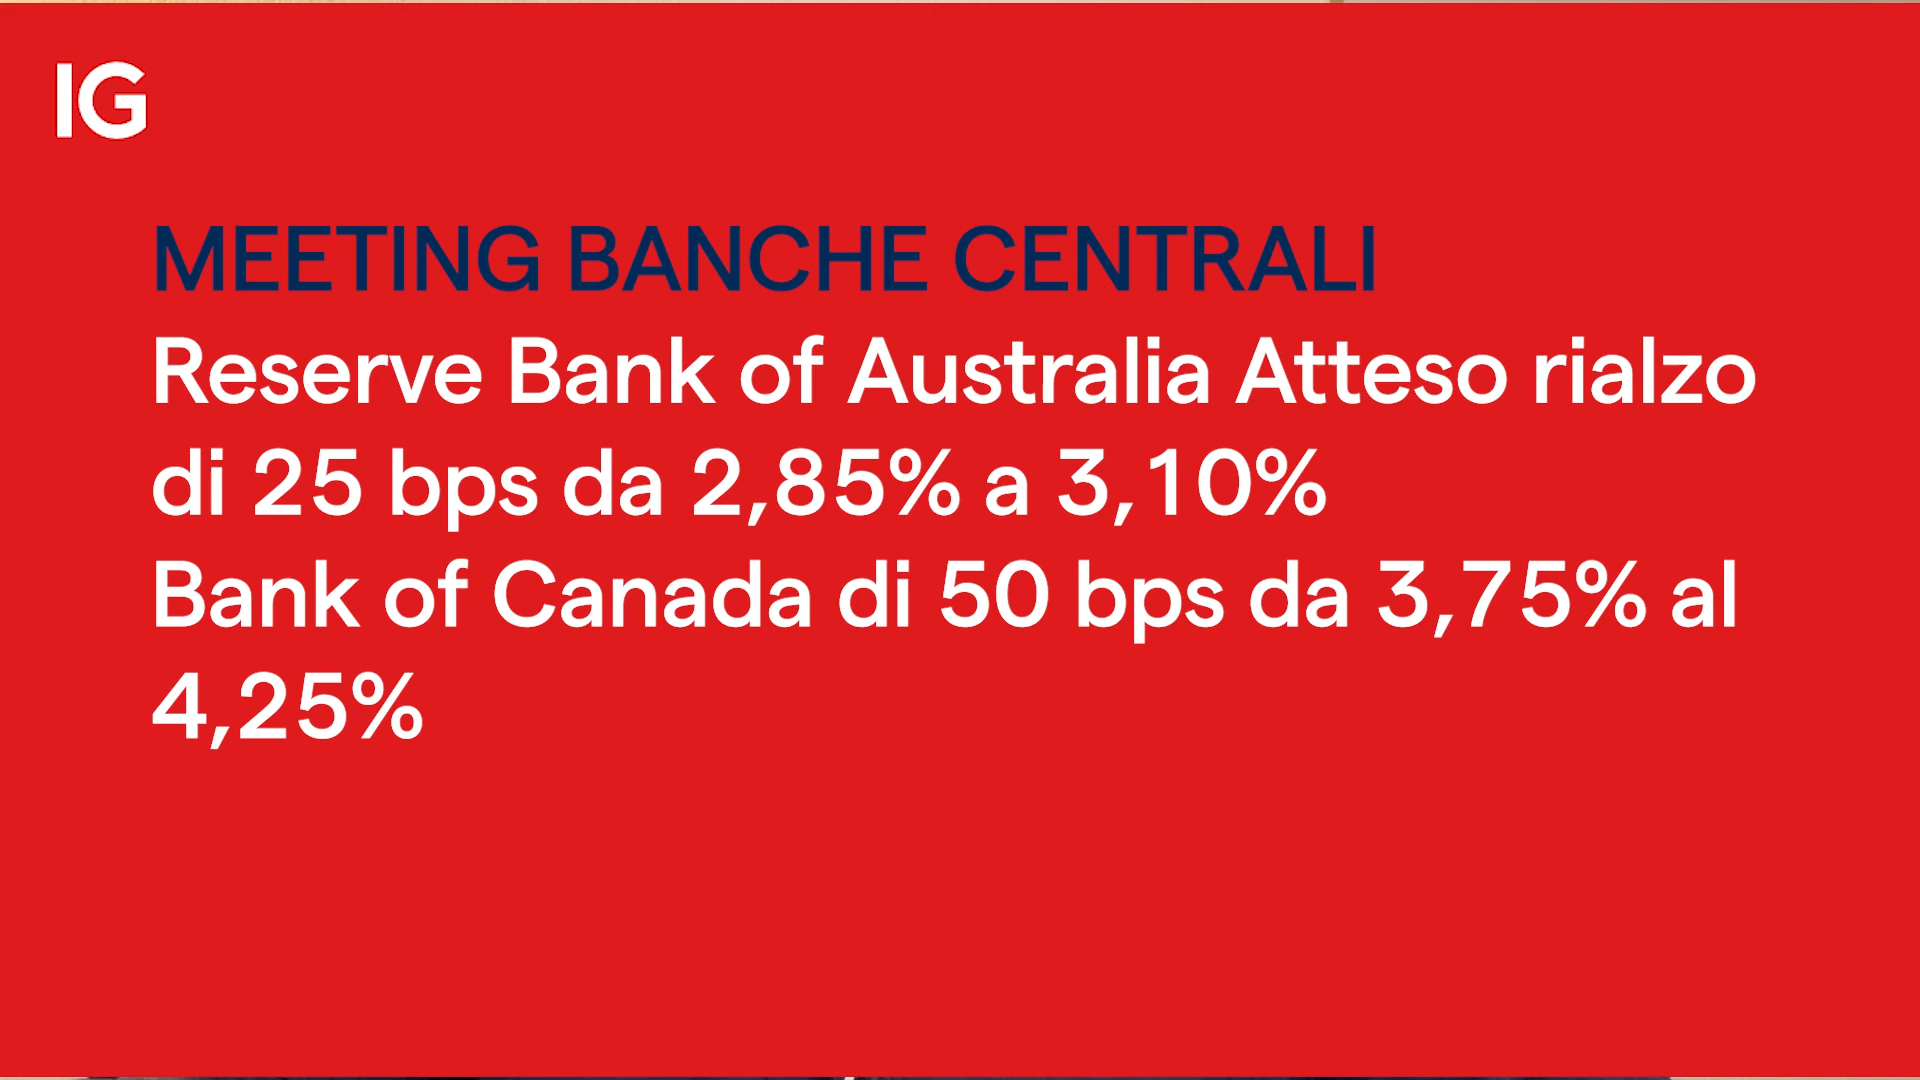 IG
MEETING BANCHE CENTRALI
Reserve Bank of Australia Atteso rialzo
di 25 bps da 2,85% a 3,10%
Bank of Canada di 50 bps da 3,75% al
4,25%